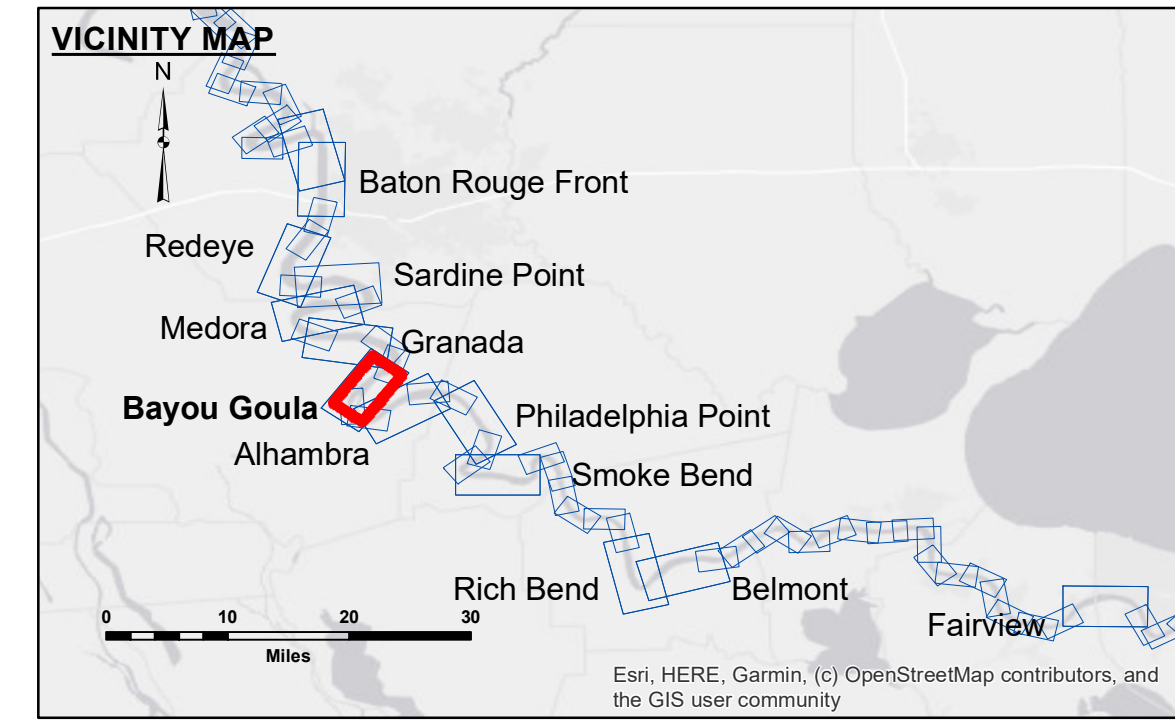 VICINITY MAP
N
Baton Rouge Front
Redeye
Sardine Point
Medora
Granada
Bayou Goula
Philadelphia Point
Alhambra
Smoke Bend
Rich Bend
Belmont
Fairview
0 10 20 30
Miles
Esri, HERE, Garmin, (c) OpenStreetMap contributors, and
the GIS user community